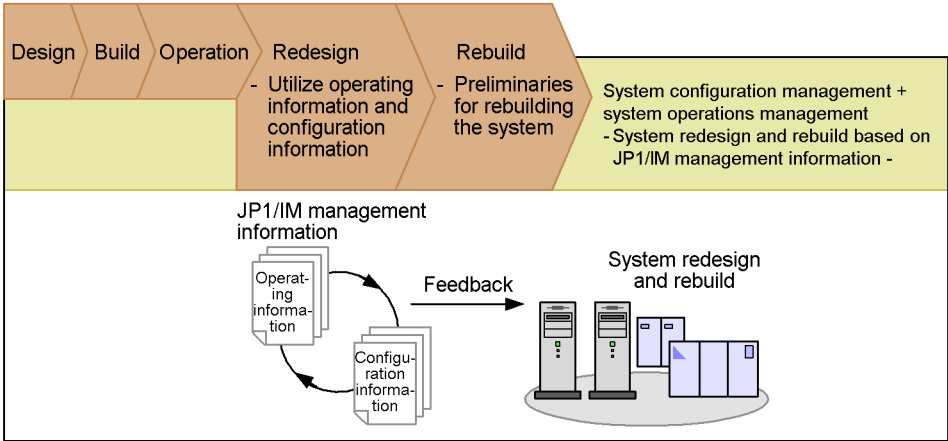 Design
Build
Operation
Redesign
- Utilize operating
information and
configuration
information
Rebuild
- Preliminaries
for rebuilding
the system
System configuration management +
system operations management
- System redesign and rebuild based on
JP1/IM management information -
JP1/IM management
information
Operat-
ing
informa-
tion
Configu-
ration
informa-
tion
Feedback
System redesign
and rebuild